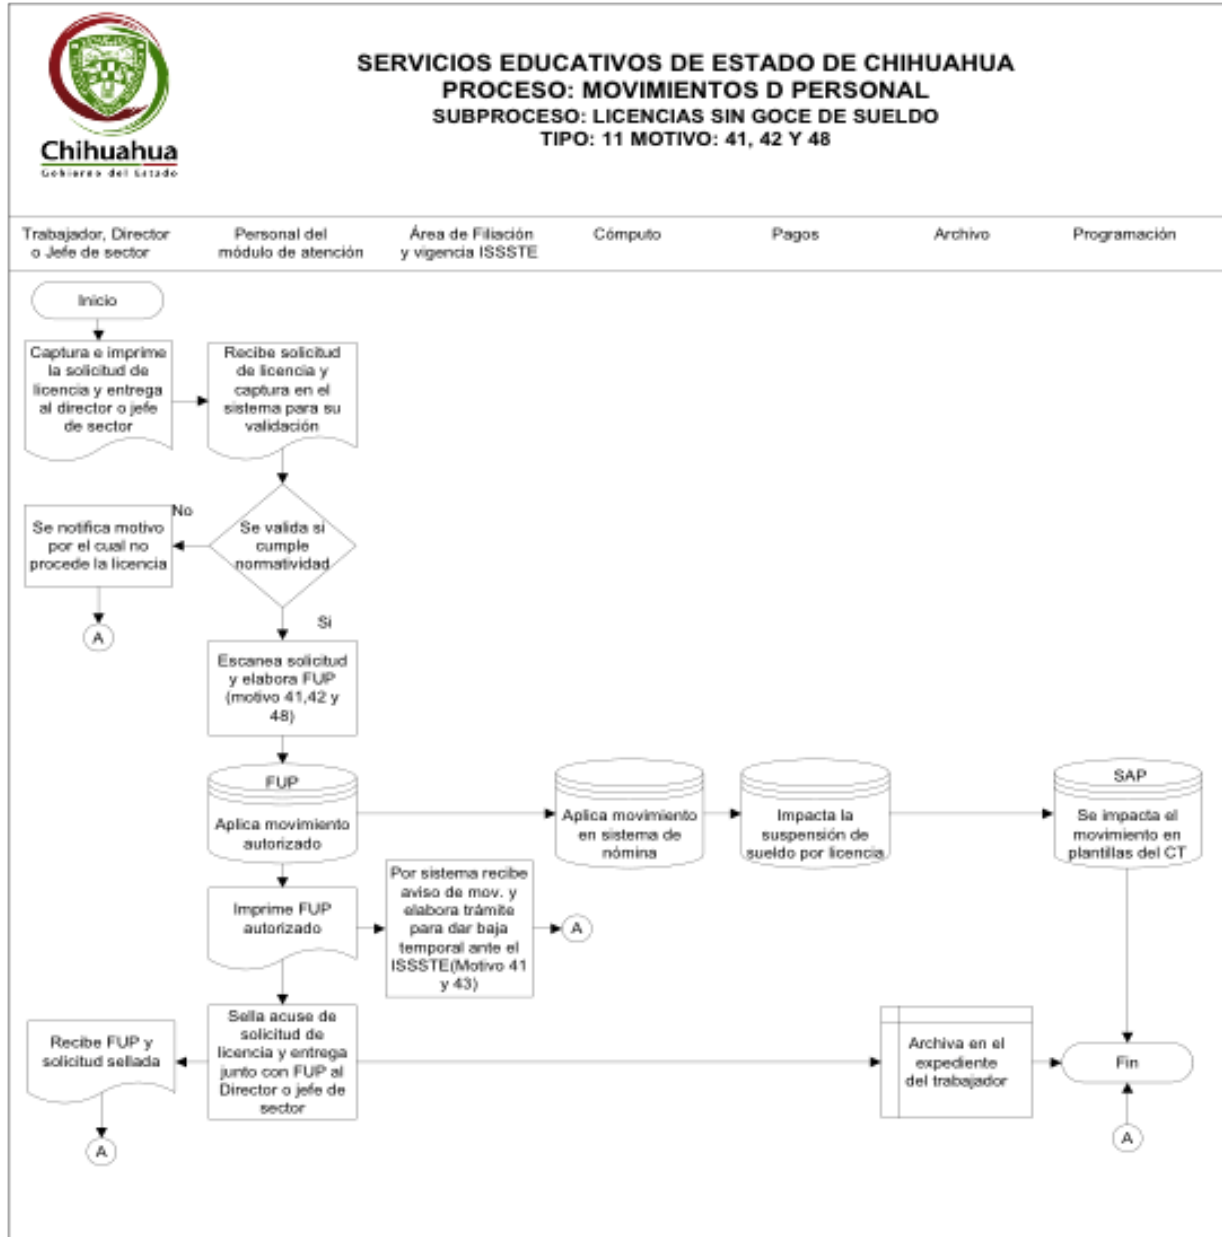 SERVICIOS EDUCATIVOS DE ESTADO DE CHIHUAHUA
PROCESO: MOVIMIENTOS D PERSONAL
SUBPROCESO: LICENCIAS SIN GOCE DE SUELDO
TIPO: 11 MOTIVO: 41, 42 Y 48
Chihuahua
Gobierno del Estado
Trabajador, Director
o Jefe de sector
Personal del
módulo de atención
Área de Filiación
y vigencia ISSSTE
Cómputo
Pagos
Archivo
Programación
Inicio
Captura e imprime
la solicitud de
licencia y entrega
al director o jefe
de sector
Recibe solicitud
de licencia y
captura en el
sistema para su
validación
No
Se notifica motivo
por el cual no
procede la licencia
Se valida si
cumple
normatividad
A
Si
Escanea solicitud
y elabora FUP
(motivo 41,42 y
48)
FUP
Aplica movimiento
autorizado
Aplica movimiento
en sistema de
nómina
Impacta la
suspensión de
sueldo por licencia
SAP
Se impacta el
movimiento en
plantillas del CT
Imprime FUP
autorizado
Por sistema recibe
aviso de mov. y
elabora trámite
para dar baja
temporal ante el
ISSSTE(Motivo 41
y 43)
A
Recibe FUP y
solicitud sellada
Sella acuse de
solicitud de
licencia y entrega
junto con FUP al
Director o jefe de
sector
Archiva en el
expediente
del trabajador
Fin
A
A